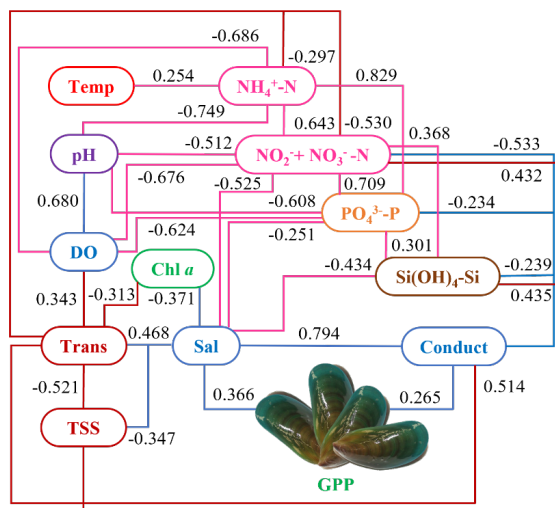 -0.686
-0.297
Temp
0.254
NH₄⁺-N
0.829
-0.749
0.643
-0.530
0.368
pH
-0.512
NO₂⁻+ NO₃⁻-N
-0.533
-0.676
0.432
-0.525
0.709
0.680
-0.608
PO₄³⁻-P
-0.234
-0.624
-0.251
DO
Chl a
0.301
-0.434
Si(OH)₄-Si
-0.239
0.343
-0.313
-0.371
0.435
0.468
0.794
Trans
Sal
Conduct
-0.521
0.366
0.265
0.514
TSS
-0.347
GPP